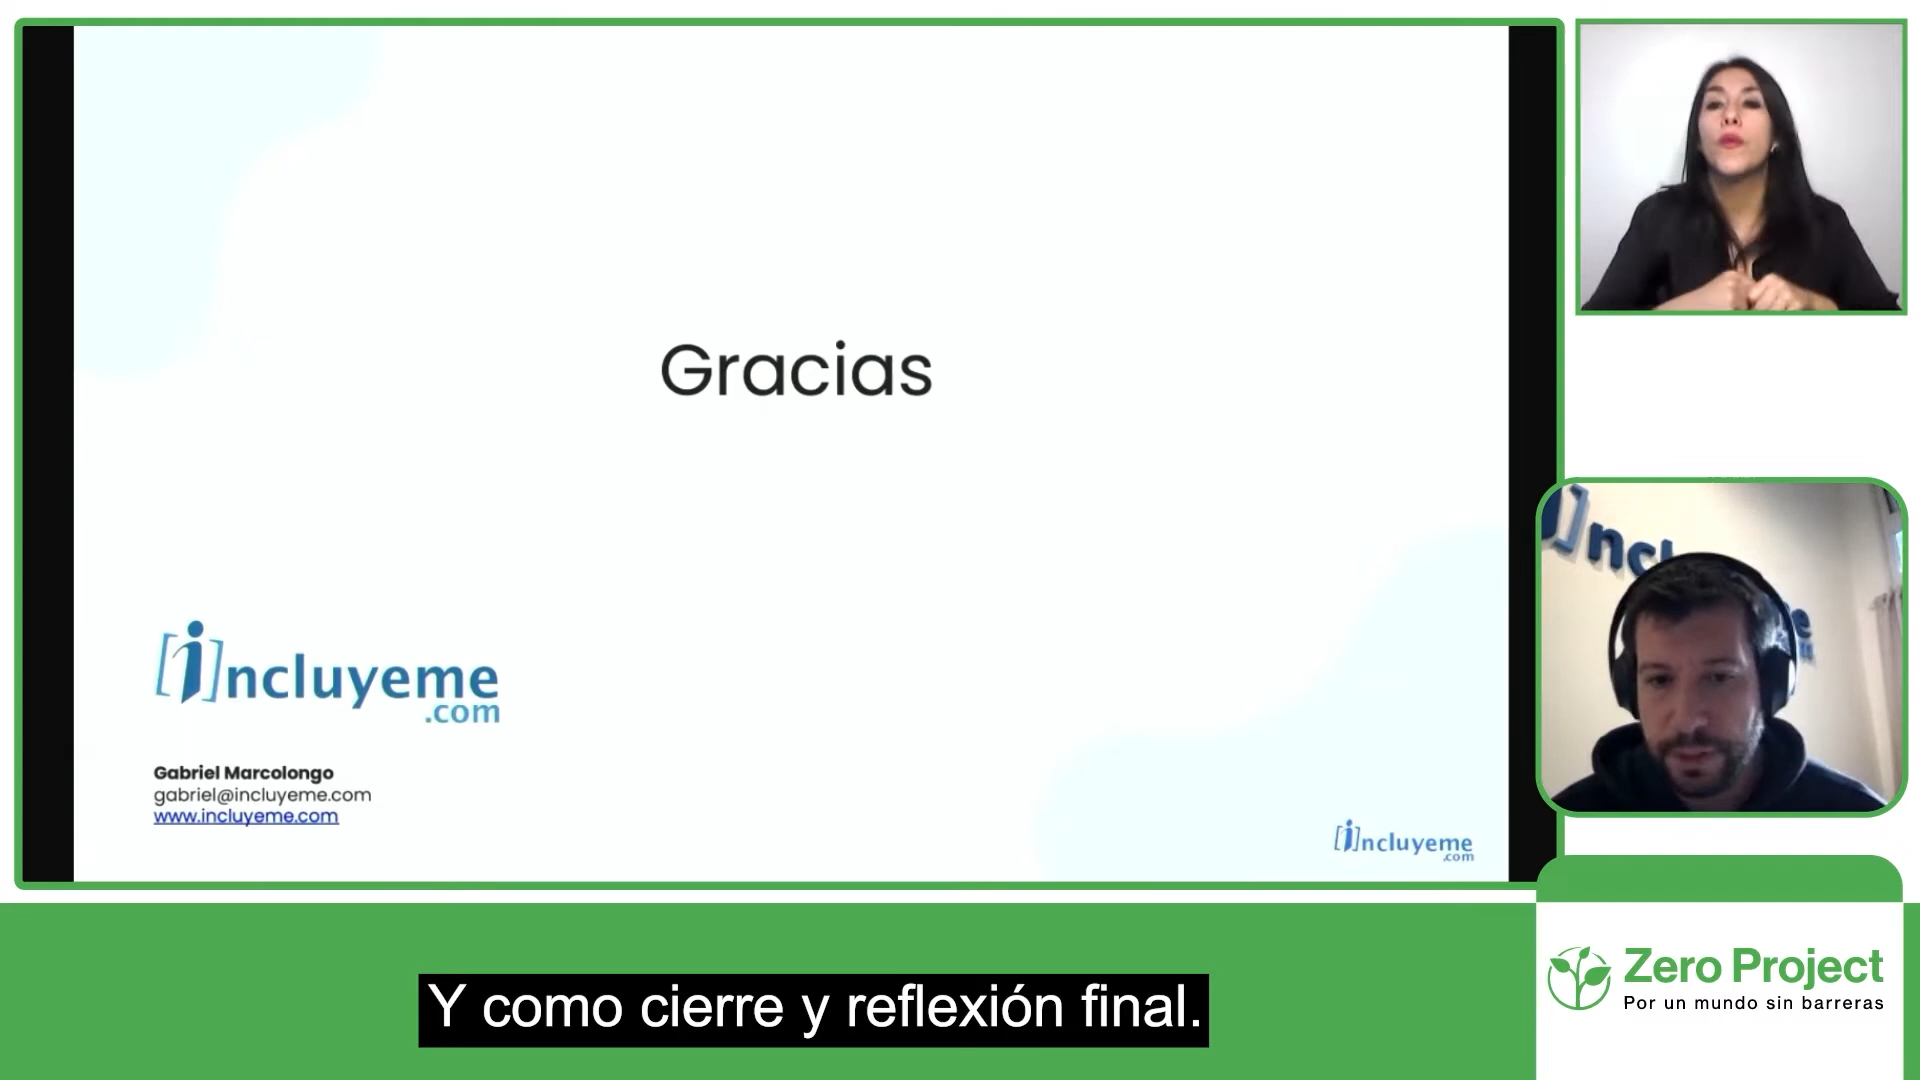 Gracias
[i]ncluyeme
.com
Gabriel Marcolongo
gabriel@incluyeme.com
www.incluyeme.com
[i]ncluyeme
.com
Zero Project
Por un mundo sin barreras
Y como cierre y reflexión final.